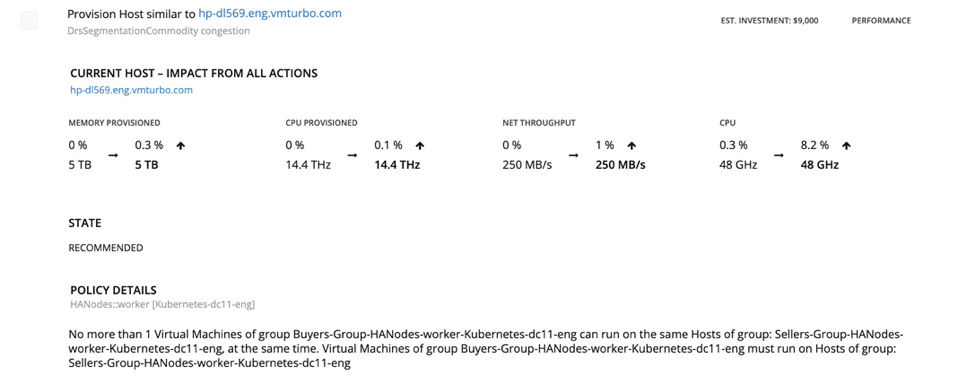 Provision Host similar to hp-dl569.eng.vmturbo.com
EST. INVESTMENT: $9,000 PERFORMANCE
DrsSegmentationCommodity congestion
CURRENT HOST – IMPACT FROM ALL ACTIONS
hp-dl569.eng.vmturbo.com
MEMORY PROVISIONED CPU PROVISIONED NET THROUGHPUT CPU
0 % → 0.3 % ↑ 0 % → 0.1 % ↑ 0 % → 1 % ↑ 0.3 % → 8.2 % ↑
5 TB 5 TB 14.4 THz 14.4 THz 250 MB/s 250 MB/s 48 GHz 48 GHz
STATE
RECOMMENDED
POLICY DETAILS
HANodes::worker [Kubernetes-dc11-eng]
No more than 1 Virtual Machines of group Buyers-Group-HANodes-worker-Kubernetes-dc11-eng can run on the same Hosts of group: Sellers-Group-HANodes-
worker-Kubernetes-dc11-eng, at the same time. Virtual Machines of group Buyers-Group-HANodes-worker-Kubernetes-dc11-eng must run on Hosts of group:
Sellers-Group-HANodes-worker-Kubernetes-dc11-eng